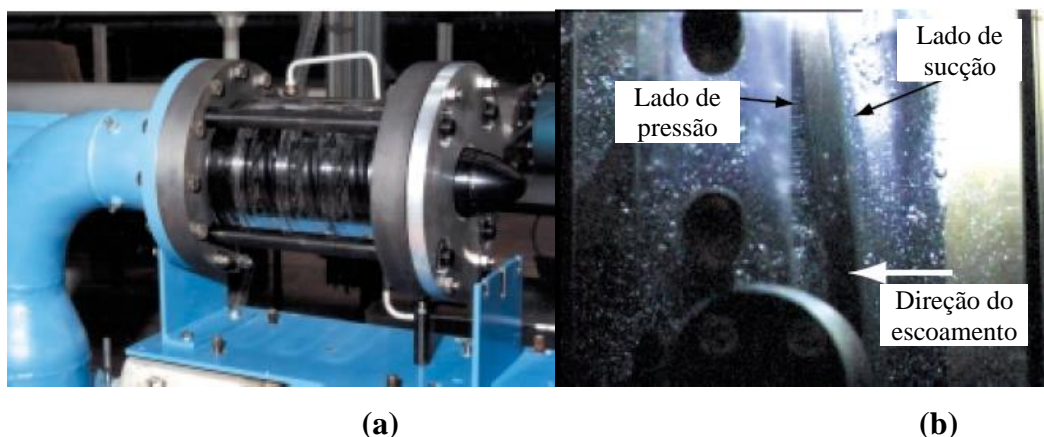 Lado de
sucção
Lado de
pressão
Direção do
escoamento
(a)
(b)